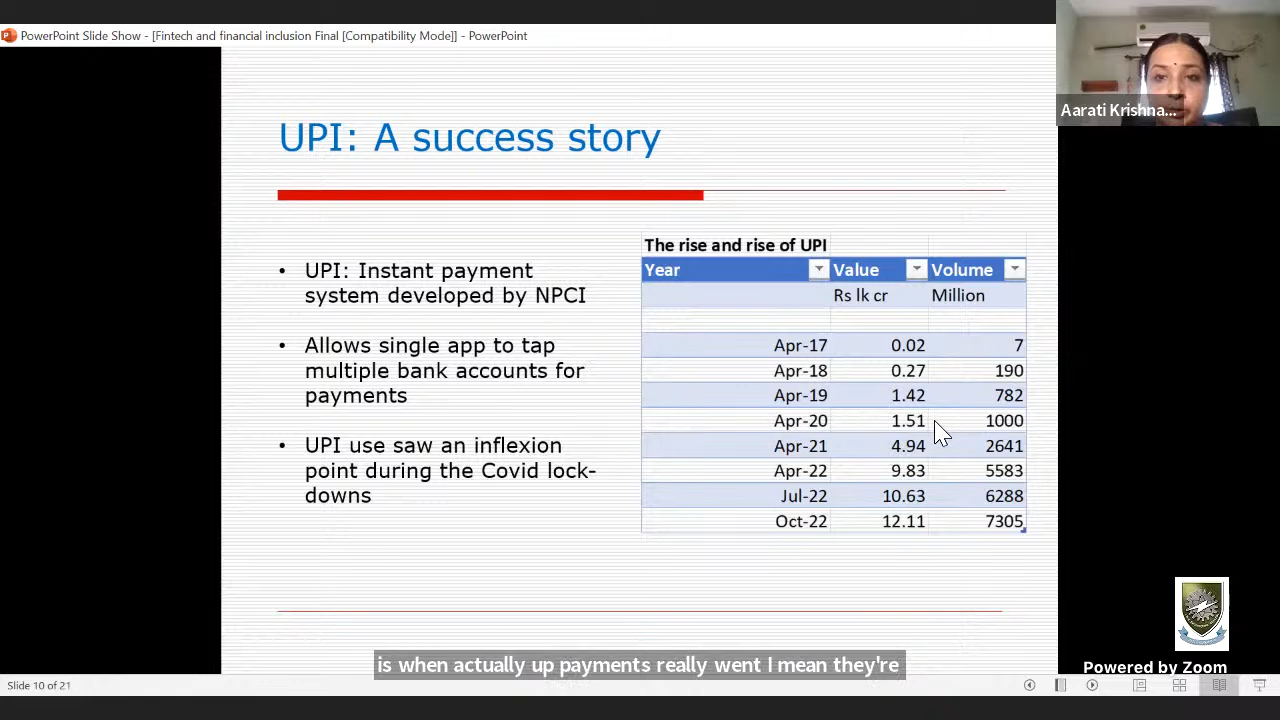 PowerPoint Slide Show - [Fintech and financial inclusion Final [Compatibility Mode]] - PowerPoint
Aarati Krishna...
UPI: A success story
• UPI: Instant payment
system developed by NPCI
• Allows single app to tap
multiple bank accounts for
payments
• UPI use saw an inflexion
point during the Covid lock-
downs
The rise and rise of UPI
Year Value Volume
Rs lk cr Million
Apr-17 0.02 7
Apr-18 0.27 190
Apr-19 1.42 782
Apr-20 1.51 1000
Apr-21 4.94 2641
Apr-22 9.83 5583
Jul-22 10.63 6288
Oct-22 12.11 7305
is when actually up payments really went I mean they're
Powered by Zoom
Slide 10 of 21